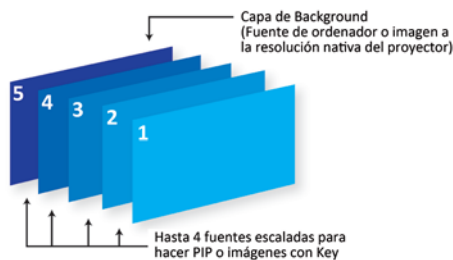 Capa de Background
(Fuente de ordenador o imagen a
la resolución nativa del proyector)
5
4
3
2
1
Hasta 4 fuentes escaladas para
hacer PIP o imágenes con Key